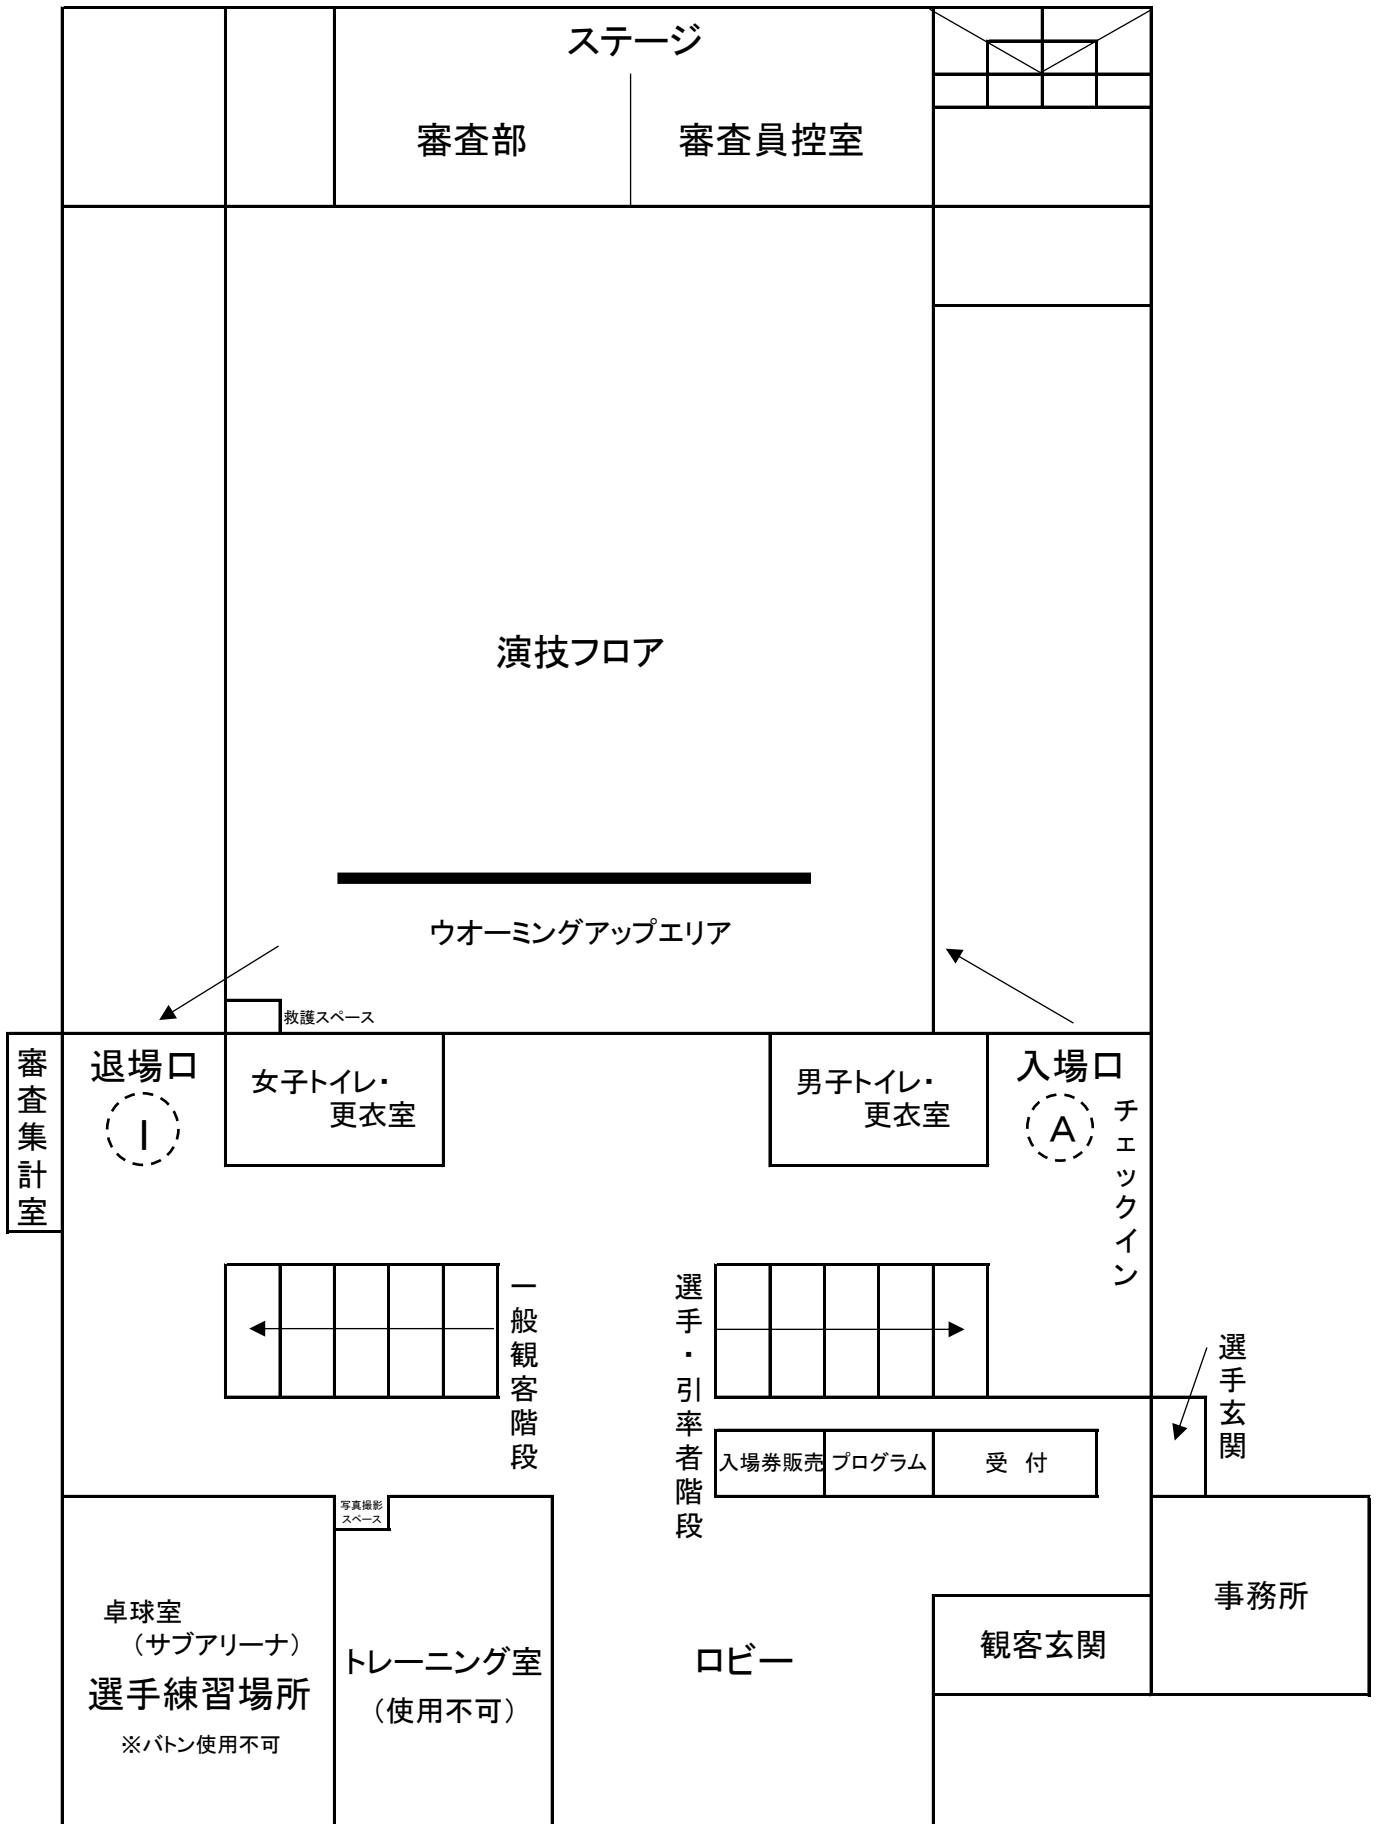 ステージ
審査部
審査員控室
演技フロア
ウオーミングアップエリア
救護スペース
審査集計室
退場口
I
女子トイレ・
更衣室
男子トイレ・
更衣室
入場口
A
チェックイン
一般観客階段
選手・引率者階段
選手玄関
入場券販売
プログラム
受 付
写真撮影
スペース
卓球室
（サブアリーナ）
選手練習場所
※バトン使用不可
トレーニング室
（使用不可）
ロビー
観客玄関
事務所